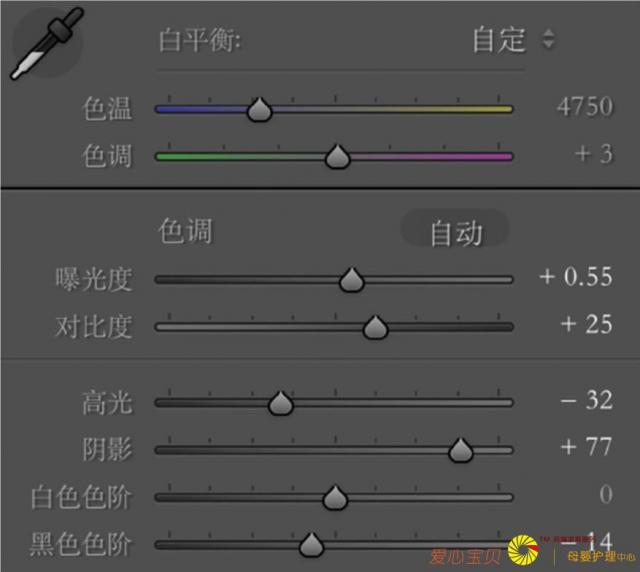 白平衡: 自定
色温 4750
色调 + 3
色调 自动
曝光度 + 0.55
对比度 + 25
高光 − 32
阴影 + 77
白色色阶 0
黑色色阶 − 14
爱心宝贝 TM 母婴护理中心